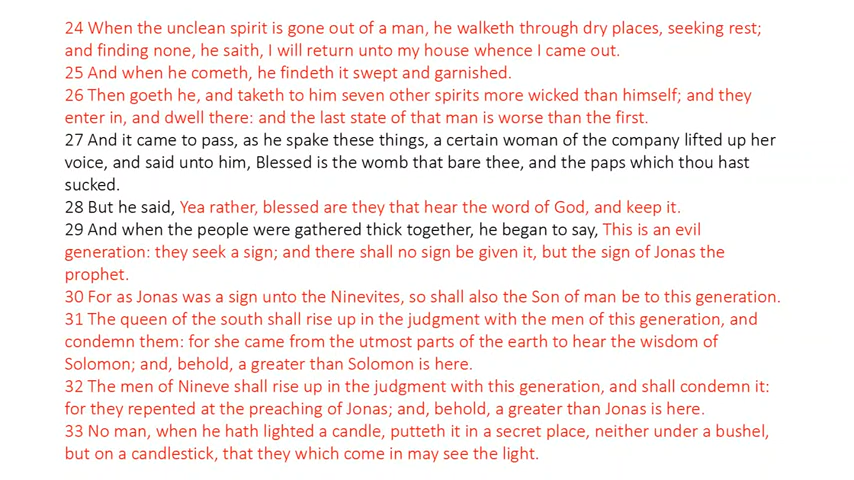 24 When the unclean spirit is gone out of a man, he walketh through dry places, seeking rest;
and finding none, he saith, I will return unto my house whence I came out.
25 And when he cometh, he findeth it swept and garnished.
26 Then goeth he, and taketh to him seven other spirits more wicked than himself; and they
enter in, and dwell there: and the last state of that man is worse than the first.
27 And it came to pass, as he spake these things, a certain woman of the company lifted up her
voice, and said unto him, Blessed is the womb that bare thee, and the paps which thou hast
sucked.
28 But he said, Yea rather, blessed are they that hear the word of God, and keep it.
29 And when the people were gathered thick together, he began to say, This is an evil
generation: they seek a sign; and there shall no sign be given it, but the sign of Jonas the
prophet.
30 For as Jonas was a sign unto the Ninevites, so shall also the Son of man be to this generation.
31 The queen of the south shall rise up in the judgment with the men of this generation, and
condemn them: for she came from the utmost parts of the earth to hear the wisdom of
Solomon; and, behold, a greater than Solomon is here.
32 The men of Nineve shall rise up in the judgment with this generation, and shall condemn it:
for they repented at the preaching of Jonas; and, behold, a greater than Jonas is here.
33 No man, when he hath lighted a candle, putteth it in a secret place, neither under a bushel,
but on a candlestick, that they which come in may see the light.